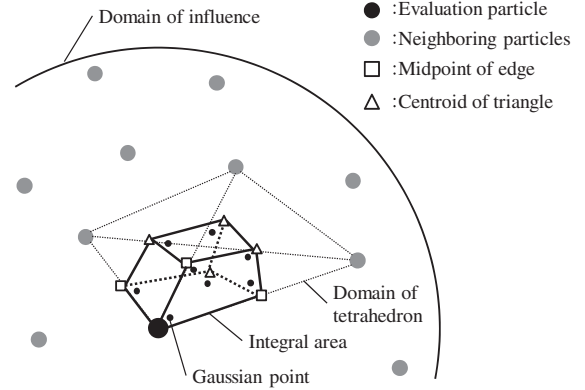 Domain of influence
:Evaluation particle
:Neighboring particles
:Midpoint of edge
:Centroid of triangle
Domain of
tetrahedron
Integral area
Gaussian point